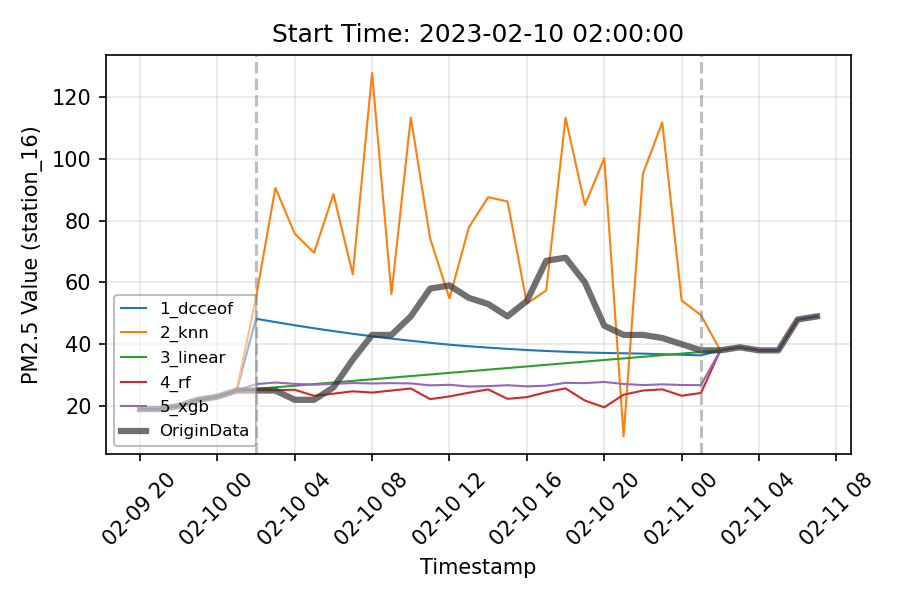 Start Time: 2023-02-10 02:00:00
PM2.5 Value (station_16)
120
100
80
60
40
20
1_dcceof
2_knn
3_linear
4_rf
5_xgb
OriginData
02-09 20
02-10 00
02-10 04
02-10 08
02-10 12
02-10 16
02-10 20
02-11 00
02-11 04
02-11 08
Timestamp